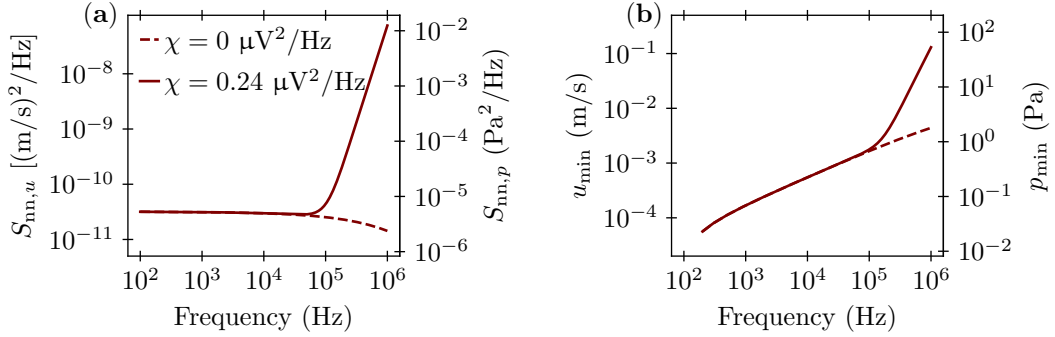 (a)
χ = 0 μV²/Hz
χ = 0.24 μV²/Hz
S_nn,u [(m/s)²/Hz]
10⁻⁸
10⁻⁹
10⁻¹⁰
10⁻¹¹
10² 10³ 10⁴ 10⁵ 10⁶
Frequency (Hz)
10⁻²
10⁻³
10⁻⁴
10⁻⁵
10⁻⁶
S_nn,p (Pa²/Hz)
(b)
u_min (m/s)
10⁻¹
10⁻²
10⁻³
10⁻⁴
10² 10³ 10⁴ 10⁵ 10⁶
Frequency (Hz)
10²
10¹
10⁰
10⁻¹
10⁻²
p_min (Pa)